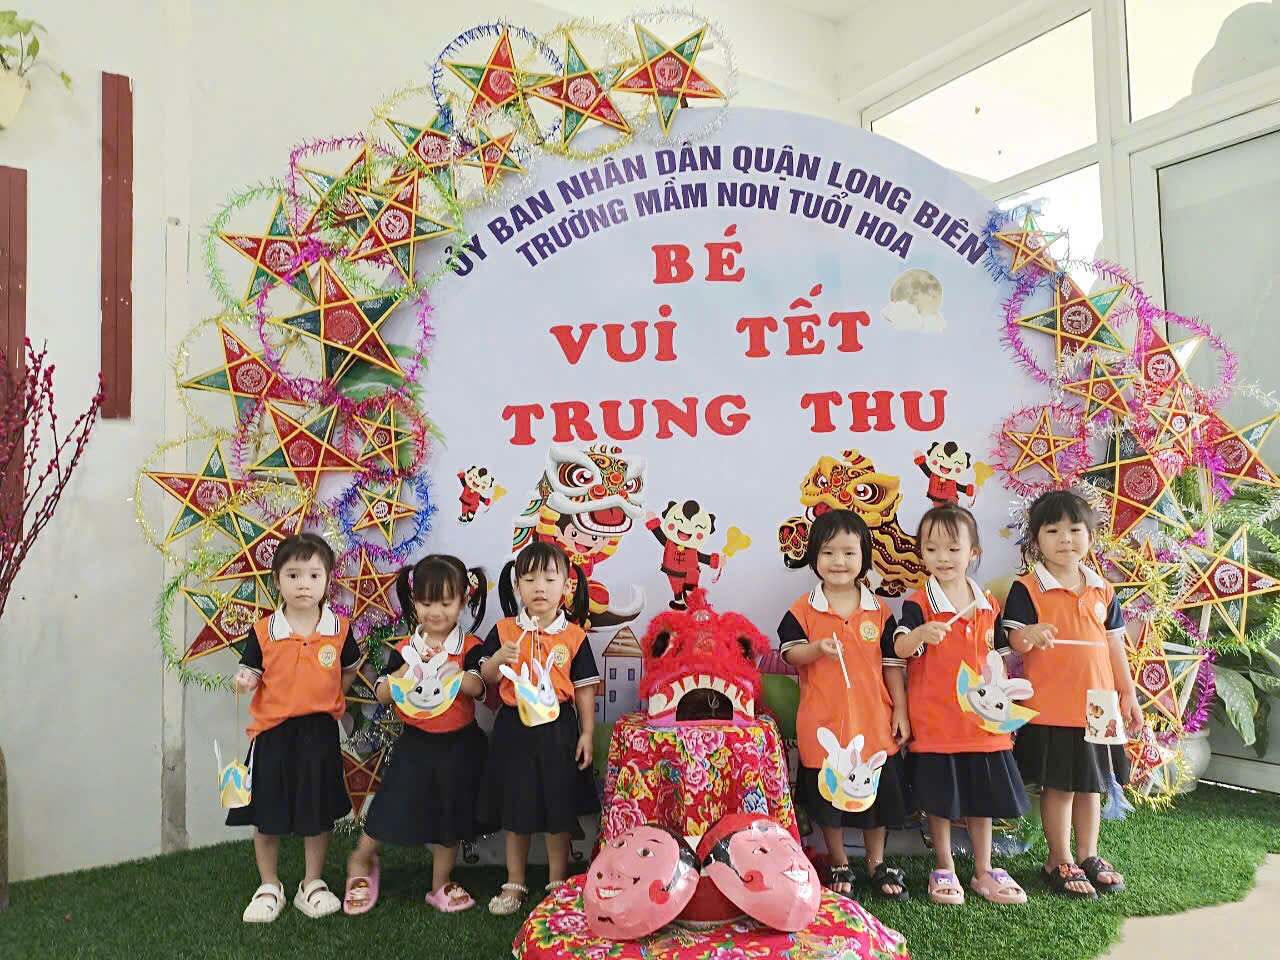 ỦY BAN NHÂN DÂN QUẬN LONG BIÊN
TRƯỜNG MẦM NON TUỔI HOA
BÉ
VUi TẾT
TRUNG THU